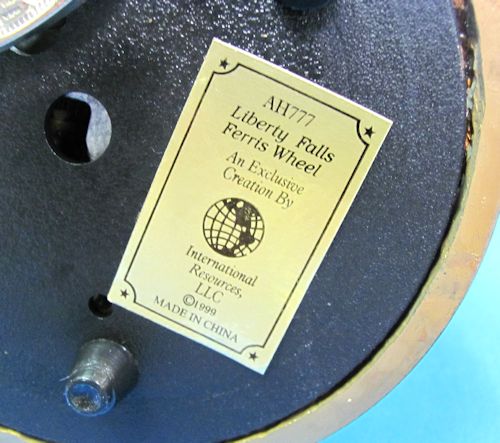 AH777
Liberty Falls
Ferris Wheel
An Exclusive
Creation By
International
Resources,
LLC
©1999
MADE IN CHINA